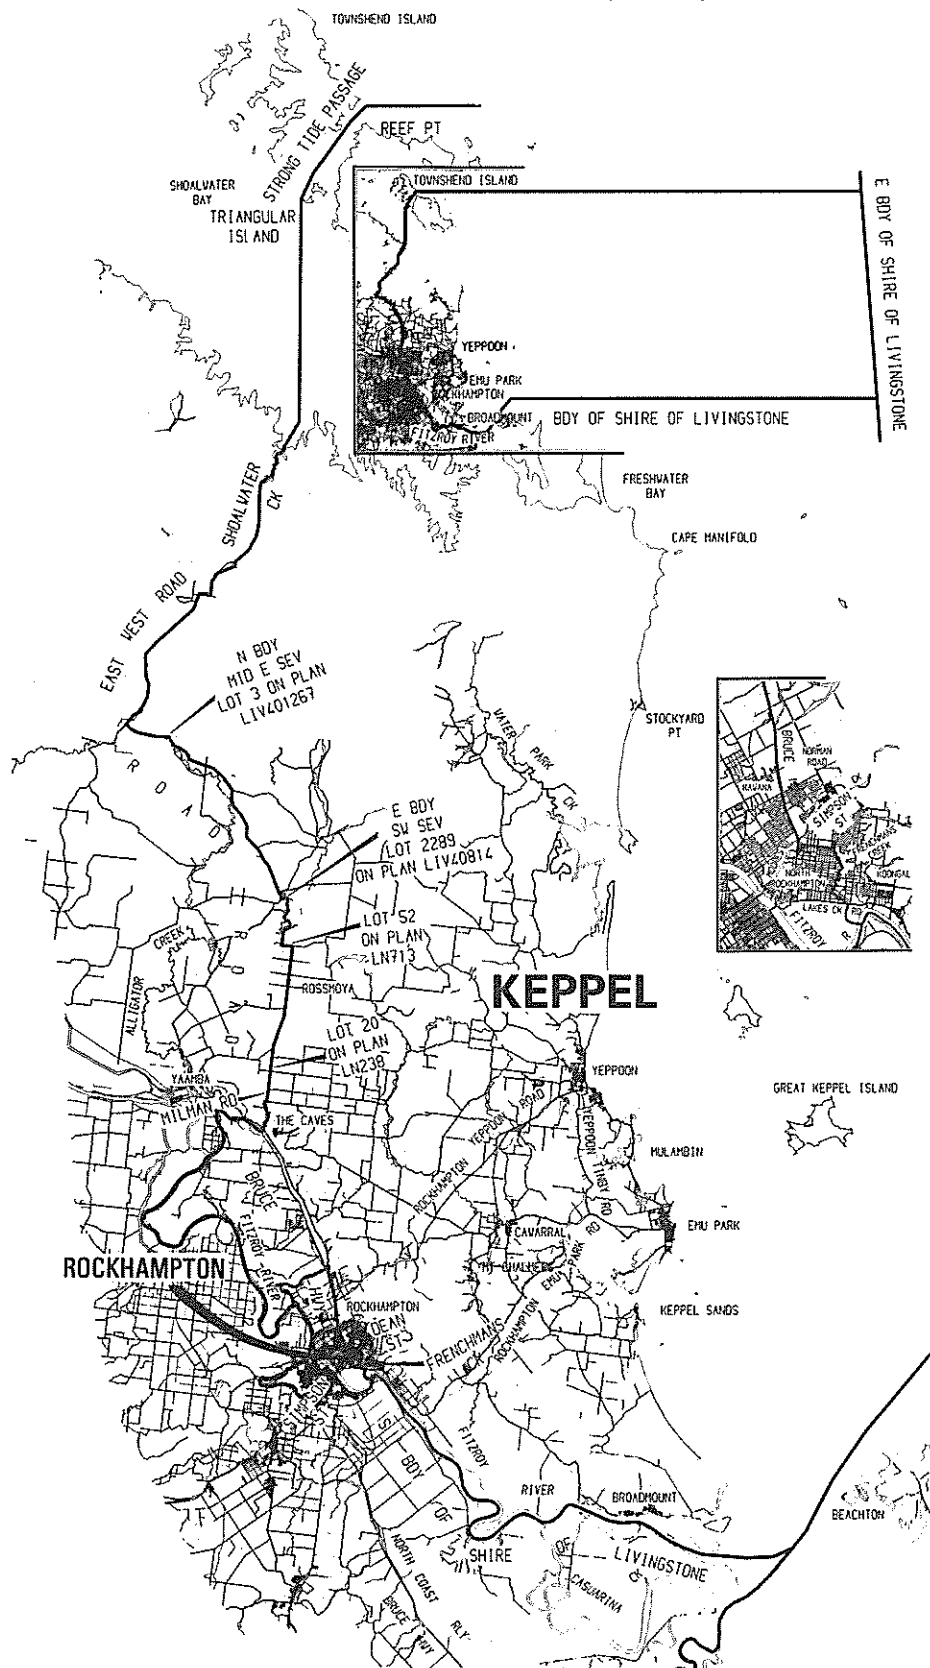 TOWNSHEND ISLAND
STRONG TIDE PASSAGE
REEF PT
SHOALWATER
BAY
TRIANGULAR
ISLAND
TOWNSHEND ISLAND
E BDY OF SHIRE OF LIVINGSTONE
YEPPOON
EMU PARK
ROCKHAMPTON
BROADMOUNT
BDY OF SHIRE OF LIVINGSTONE
FITZROY RIVER
SHOALWATER
CK
FRESHWATER
BAY
CAPE MANIFOLD
EAST WEST ROAD
N BDY
MID E SEV
LOT 3 ON PLAN
LIV401267
WATER PARK
CK
STOCKYARD
PT
BRUCE
NORMAN
ROAD
SIMPSON
ST
FRENCHMANS
KOONGAL
NORTH
ROCKHAMPTON
LAKES CK RD
FITZROY
R
E BDY
SW SEV
LOT 2289
ON PLAN LIV40814
LOT 52
ON PLAN
LN713
CREEK
ALLIGATOR
ROSSMOYA
KEPPEL
LOT 20
ON PLAN
LN238
YAAMBA
MILMAN RD
THE CAVES
YEPPOON
GREAT KEPPEL ISLAND
ROCKHAMPTON
YEPPOON
ROAD
YEPPOON TINBY RD
MULAMBIN
BRUCE
HWY
FITZROY RIVER
CAWARRAL
EMU PARK
MT CHALMERS
ROCKHAMPTON
EMU PARK
RD
ROCKHAMPTON
ROCKHAMPTON
DEAN
ST
KEPPEL SANDS
FRENCHMANS
CK
SIMPSON
ST
S BDY OF SHIRE OF LIVINGSTONE
FITZROY
RIVER
BROADMOUNT
BEACHTON
CASUARINA
CK
NORTH COAST RLY
BRUCE HWY